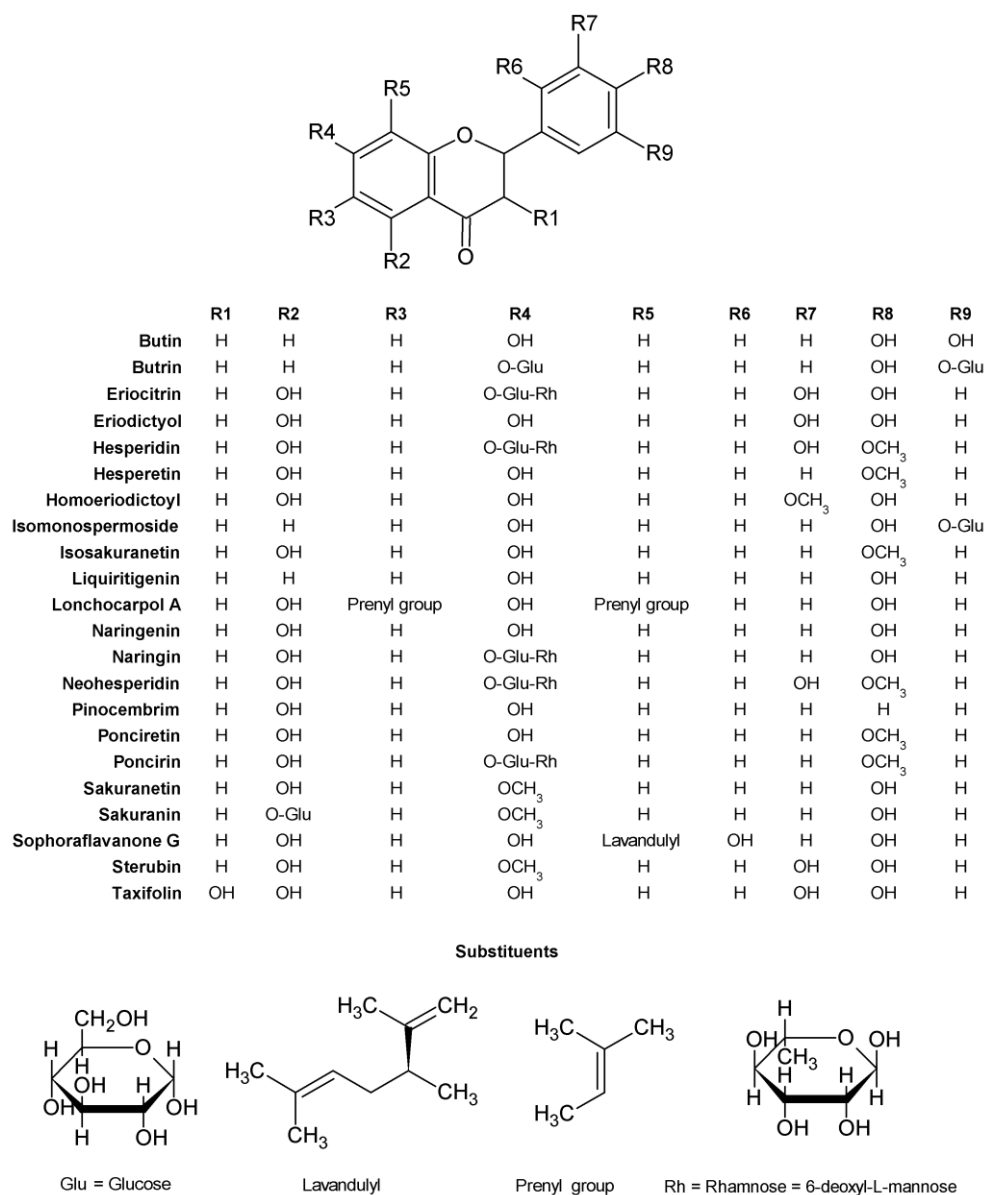 R7
R6
R8
R5
R4
O
R9
R3
R1
R2
O
R1 R2 R3 R4 R5 R6 R7 R8 R9
Butin H H H OH H H H OH OH
Butrin H H H O-Glu H H H OH O-Glu
Eriocitrin H OH H O-Glu-Rh H H OH OH H
Eriodictyol H OH H OH H H OH OH H
Hesperidin H OH H O-Glu-Rh H H OH OCH3 H
Hesperetin H OH H OH H H H OCH3 H
Homoeriodictoyl H OH H OH H H OCH3 OH H
Isomonospermoside H H H OH H H H OH O-Glu
Isosakuranetin H OH H OH H H H OCH3 H
Liquiritigenin H H H OH H H H OH H
Lonchocarpol A H OH Prenyl group OH Prenyl group H H OH H
Naringenin H OH H OH H H H OH H
Naringin H OH H O-Glu-Rh H H H OH H
Neohesperidin H OH H O-Glu-Rh H H OH OCH3 H
Pinocembrim H OH H OH H H H H H
Ponciretin H OH H OH H H H OCH3 H
Poncirin H OH H O-Glu-Rh H H H OCH3 H
Sakuranetin H OH H OCH3 H H H OH H
Sakuranin H O-Glu H OCH3 H H H OH H
Sophoraflavanone G H OH H OH Lavandulyl OH H OH H
Sterubin H OH H OCH3 H H OH OH H
Taxifolin OH OH H OH H H OH OH H
Substituents
CH2OH
H O H
H
OH H
OH OH
H OH
Glu = Glucose
H3C CH2
H3C
CH3
CH3
Lavandulyl
H3C CH3
H3C
Prenyl group
H
OH H O OH
CH3
H H
H H
OH OH
Rh = Rhamnose = 6-deoxyl-L-mannose